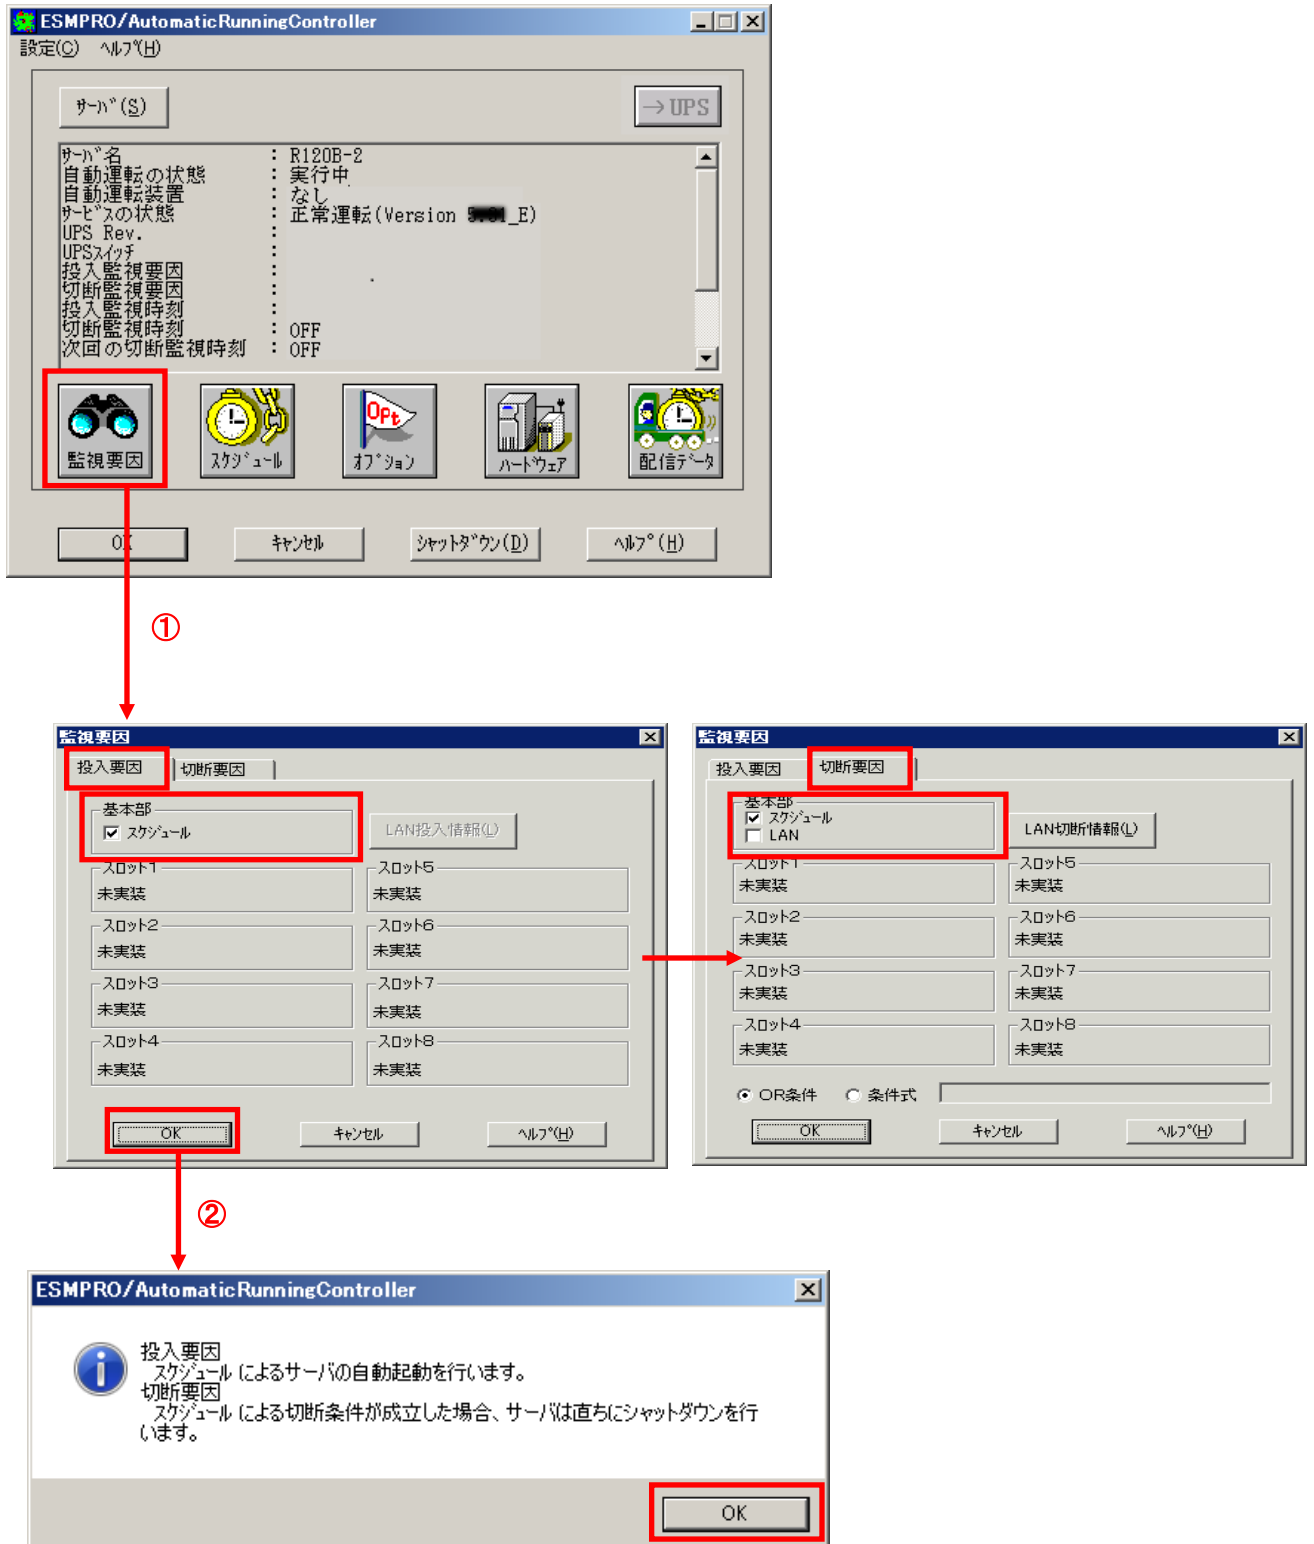 ESMPRO/AutomaticRunningController
設定(C) ﾍﾙﾌﾟ(H)
ｻｰﾊﾞ(S)
→UPS
ｻｰﾊﾞ名 : R120B-2
自動運転の状態 : 実行中
自動運転装置 : なし
ｻｰﾋﾞｽの状態 : 正常運転(Version _E)
UPS Rev. :
UPSｽｲｯﾁ :
投入監視要因 :
切断監視要因 :
投入監視時刻 :
切断監視時刻 : OFF
次回の切断監視時刻 : OFF
監視要因
ｽｹｼﾞｭｰﾙ
ｵﾌﾟｼｮﾝ
ﾊｰﾄﾞｳｪｱ
配信ﾃﾞｰﾀ
OK
ｷｬﾝｾﾙ
ｼｬｯﾄﾀﾞｳﾝ(D)
ﾍﾙﾌﾟ(H)
①
監視要因
投入要因
切断要因
基本部
ｽｹｼﾞｭｰﾙ
LAN投入情報(L)
スロット1
未実装
スロット5
未実装
スロット2
未実装
スロット6
未実装
スロット3
未実装
スロット7
未実装
スロット4
未実装
スロット8
未実装
OK
ｷｬﾝｾﾙ
ﾍﾙﾌﾟ(H)
監視要因
投入要因
切断要因
基本部
ｽｹｼﾞｭｰﾙ
LAN
LAN切断情報(L)
スロット1
未実装
スロット5
未実装
スロット2
未実装
スロット6
未実装
スロット3
未実装
スロット7
未実装
スロット4
未実装
スロット8
未実装
OR条件
条件式
OK
ｷｬﾝｾﾙ
ﾍﾙﾌﾟ(H)
②
ESMPRO/AutomaticRunningController
投入要因
ｽｹｼﾞｭｰﾙ によるサーバの自動起動を行います。
切断要因
ｽｹｼﾞｭｰﾙ による切断条件が成立した場合、サーバは直ちにシャットダウンを行
います。
OK